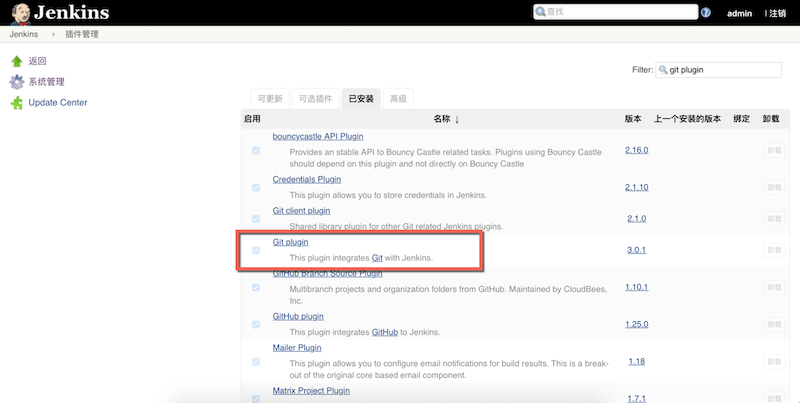 Jenkins
查找
admin
| 注销
Jenkins
插件管理
返回
系统管理
Update Center
Filter:
git plugin
可更新
可选插件
已安装
高级
启用
名称 ↓
版本
上一个安装的版本
绑定
卸载
bouncycastle API Plugin
Provides an stable API to Bouncy Castle related tasks. Plugins using Bouncy Castle
should depend on this plugin and not directly on Bouncy Castle
2.16.0
卸载
Credentials Plugin
This plugin allows you to store credentials in Jenkins.
2.1.10
卸载
Git client plugin
Shared library plugin for other Git related Jenkins plugins.
2.1.0
卸载
Git plugin
This plugin integrates Git with Jenkins.
3.0.1
卸载
GitHub Branch Source Plugin
Multibranch projects and organization folders from GitHub. Maintained by CloudBees,
Inc.
1.10.1
卸载
GitHub plugin
This plugin integrates GitHub to Jenkins.
1.25.0
卸载
Mailer Plugin
This plugin allows you to configure email notifications for build results. This is a break-
out of the original core based email component.
1.18
卸载
Matrix Project Plugin
1.7.1
卸载